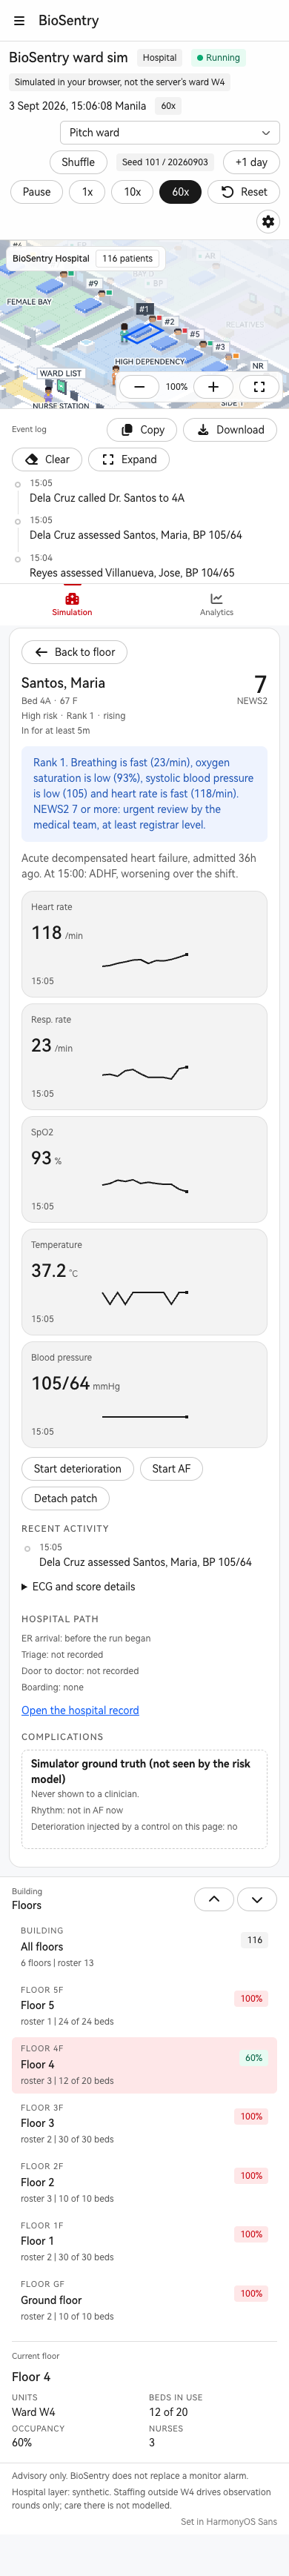 BioSentry
BioSentry ward sim
Hospital
Running
Simulated in your browser, not the server's ward W4
3 Sept 2026, 15:06:08 Manila
60x
Pitch ward
Shuffle
Seed 101 / 20260903
+1 day
Pause
1x
10x
60x
Reset
BioSentry Hospital
116 patients
AR
BP
#9
FEMALE BAY
#1
#2
#5
#3
RELATIVES
HIGH DEPENDENCY
NR
WARD LIST
100%
NURSE STATION
SIDE 1
Event log
Copy
Download
Clear
Expand
15:05
Dela Cruz called Dr. Santos to 4A
15:05
Dela Cruz assessed Santos, Maria, BP 105/64
15:04
Reyes assessed Villanueva, Jose, BP 104/65
Simulation
Analytics
Back to floor
Santos, Maria
7
Bed 4A · 67 F
NEWS2
High risk · Rank 1 · rising
In for at least 5m
Rank 1. Breathing is fast (23/min), oxygen
saturation is low (93%), systolic blood pressure
is low (105) and heart rate is fast (118/min).
NEWS2 7 or more: urgent review by the
medical team, at least registrar level.
Acute decompensated heart failure, admitted 36h
ago. At 15:00: ADHF, worsening over the shift.
Heart rate
118 /min
15:05
Resp. rate
23 /min
15:05
SpO2
93 %
15:05
Temperature
37.2 °C
15:05
Blood pressure
105/64 mmHg
15:05
Start deterioration
Start AF
Detach patch
RECENT ACTIVITY
15:05
Dela Cruz assessed Santos, Maria, BP 105/64
ECG and score details
HOSPITAL PATH
ER arrival: before the run began
Triage: not recorded
Door to doctor: not recorded
Boarding: none
Open the hospital record
COMPLICATIONS
Simulator ground truth (not seen by the risk
model)
Never shown to a clinician.
Rhythm: not in AF now
Deterioration injected by a control on this page: no
Building
Floors
BUILDING
All floors
116
6 floors | roster 13
FLOOR 5F
Floor 5
100%
roster 1 | 24 of 24 beds
FLOOR 4F
Floor 4
60%
roster 3 | 12 of 20 beds
FLOOR 3F
Floor 3
100%
roster 2 | 30 of 30 beds
FLOOR 2F
Floor 2
100%
roster 3 | 10 of 10 beds
FLOOR 1F
Floor 1
100%
roster 2 | 30 of 30 beds
FLOOR GF
Ground floor
100%
roster 2 | 10 of 10 beds
Current floor
Floor 4
UNITS
BEDS IN USE
Ward W4
12 of 20
OCCUPANCY
NURSES
60%
3
Advisory only. BioSentry does not replace a monitor alarm.
Hospital layer: synthetic. Staffing outside W4 drives observation
rounds only; care there is not modelled.
Set in HarmonyOS Sans